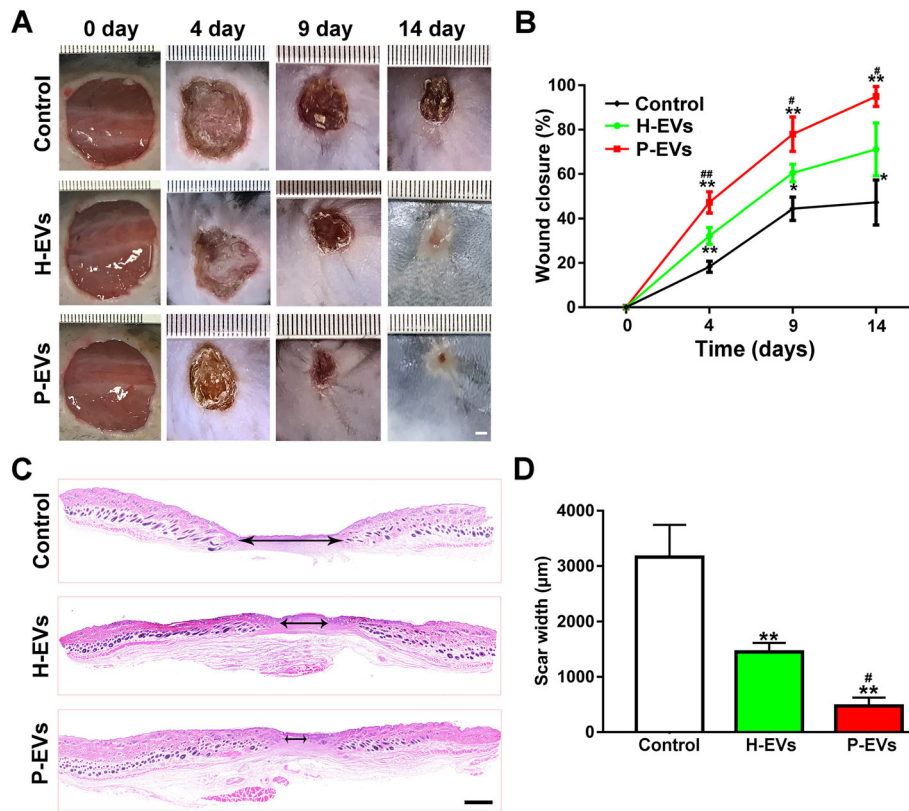 A
0 day 4 day 9 day 14 day
Control
H-EVs
P-EVs
B
Wound closure (%)
100
80
60
40
20
0
Control
H-EVs
P-EVs
##
**
**
#
**
*
#
**
*
0 4 9 14
Time (days)
C
Control
H-EVs
P-EVs
D
Scar width (μm)
4000
3000
2000
1000
0
**
#
**
Control H-EVs P-EVs